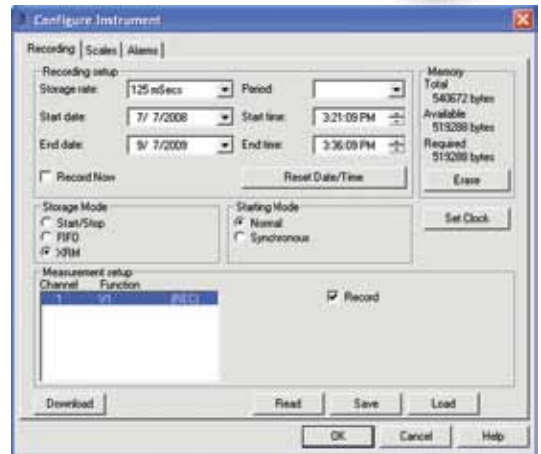 Configure Instrument
Recording Scales Alarms
Recording setup
Storage rate: 125 mSecs Period
Start date: 7/ 7/2008 Start time: 3:21:09 PM
End date: 9/ 7/2009 End time: 3:36:09 PM
Record Now Reset Date/Time
Memory
Total
540672 bytes
Available
519288 bytes
Required
519288 bytes
Erase
Storage Mode
Start/Stop
FIFO
XRM
Starting Mode
Normal
Synchronous
Set Clock
Measurement setup
Channel Function
1 V1 (REC)
Record
Download Read Save Load
OK Cancel Help